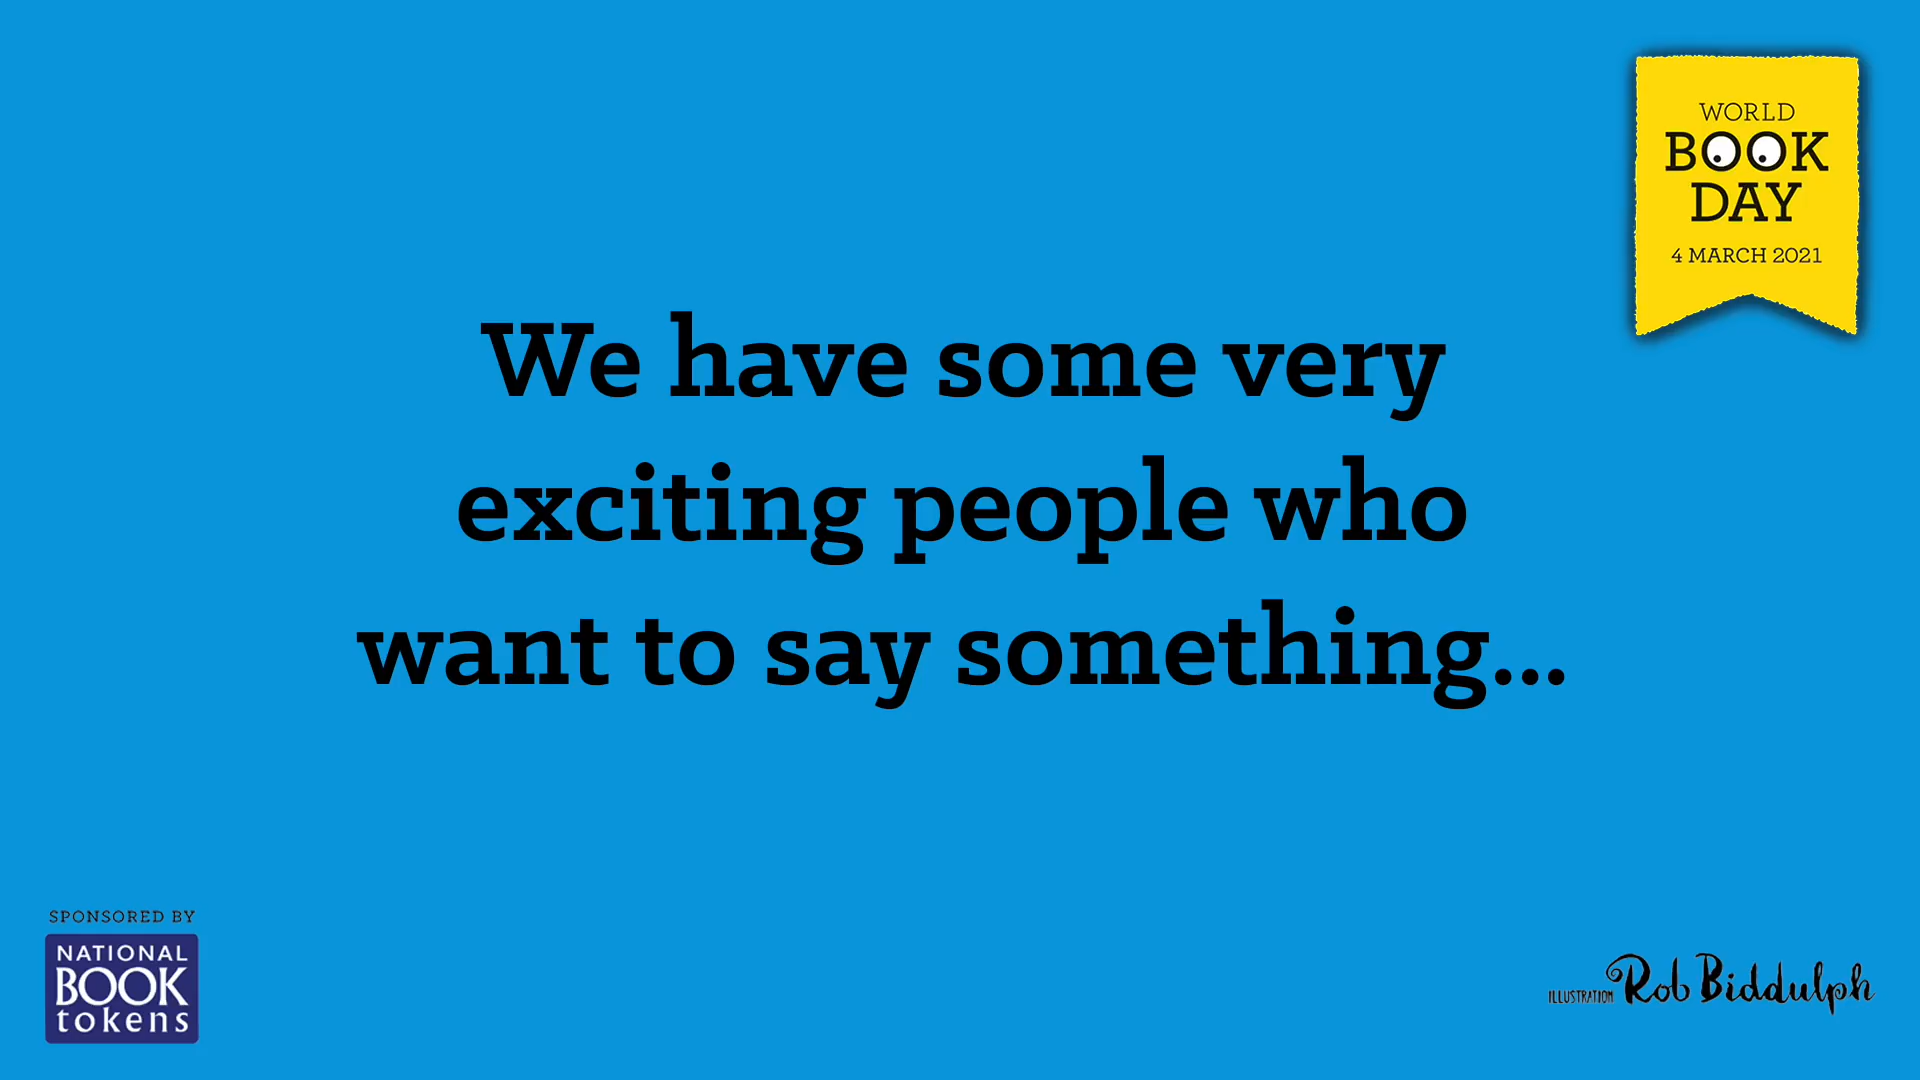 WORLD
BOOK
DAY
4 MARCH 2021
We have some very
exciting people who
want to say something...
SPONSORED BY
NATIONAL
BOOK
tokens
ILLUSTRATION Rob Biddulph